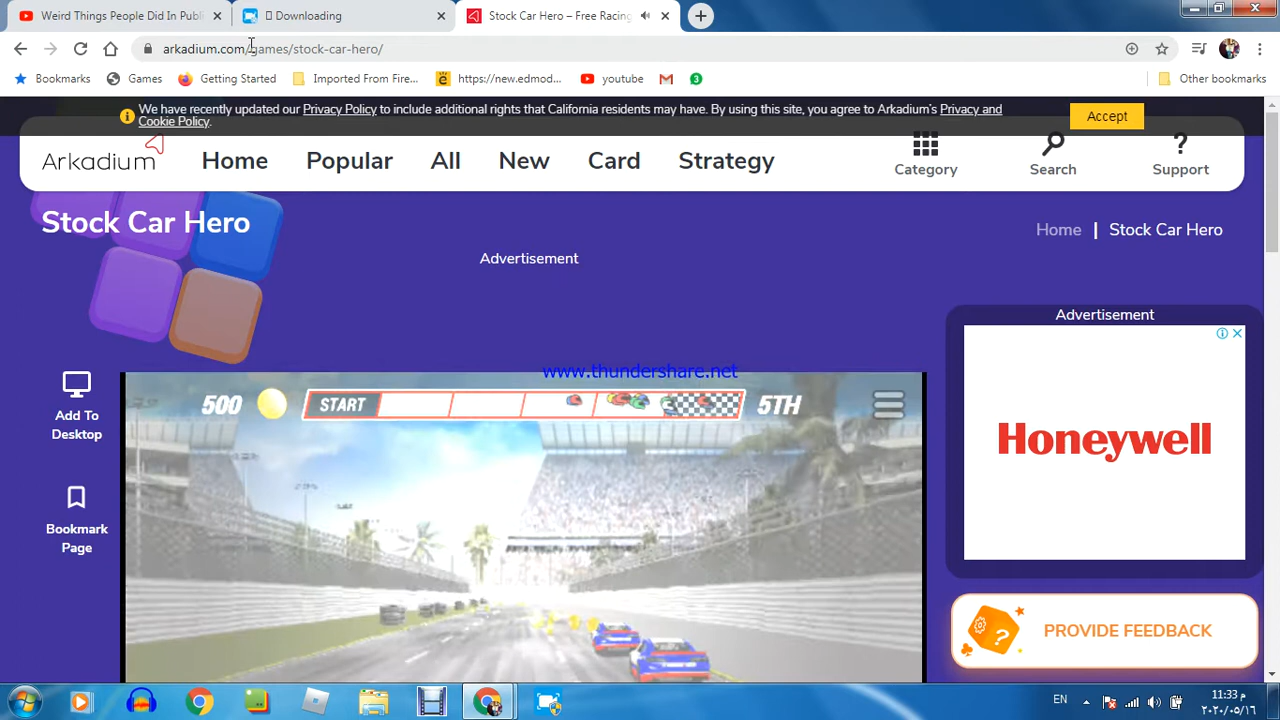 Weird Things People Did In Publi
Downloading
Stock Car Hero – Free Racing
arkadium.com/games/stock-car-hero/
Bookmarks
Games
Getting Started
Imported From Fire...
https://new.edmod...
youtube
3
Other bookmarks
We have recently updated our Privacy Policy to include additional rights that California residents may have. By using this site, you agree to Arkadium's Privacy and
Cookie Policy.
Accept
Arkadium
Home
Popular
All
New
Card
Strategy
Category
Search
Support
Stock Car Hero
Home | Stock Car Hero
Advertisement
Advertisement
www.thundershare.net
Add To
Desktop
500
START
5TH
Honeywell
Bookmark
Page
PROVIDE FEEDBACK
EN
11:33 م
٢٠٢٠/٠٥/١٦